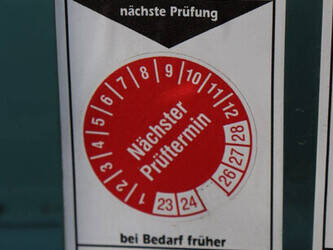 nächste Prüfung
1 2 3 4 5 6 7 8 9 10 11 12
Nächster
Prüftermin
23 24 26 27 28
bei Bedarf früher